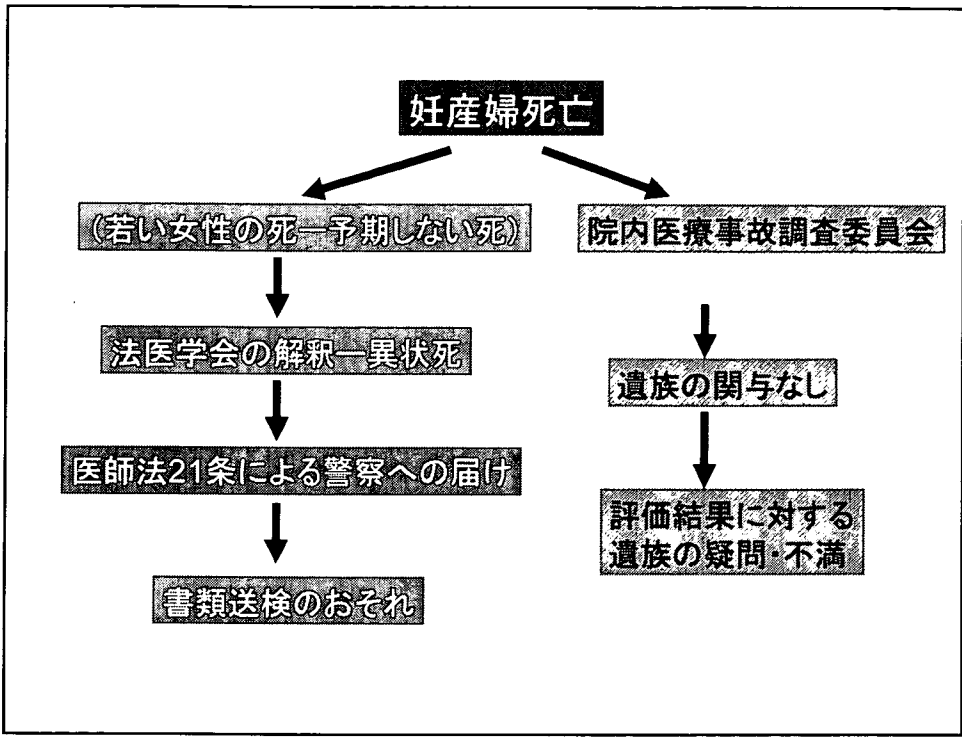 妊産婦死亡
(若い女性の死ー予期しない死)
法医学会の解釈ー異状死
医師法21条による警察への届け
書類送検のおそれ
院内医療事故調査委員会
遺族の関与なし
評価結果に対する
遺族の疑問・不満